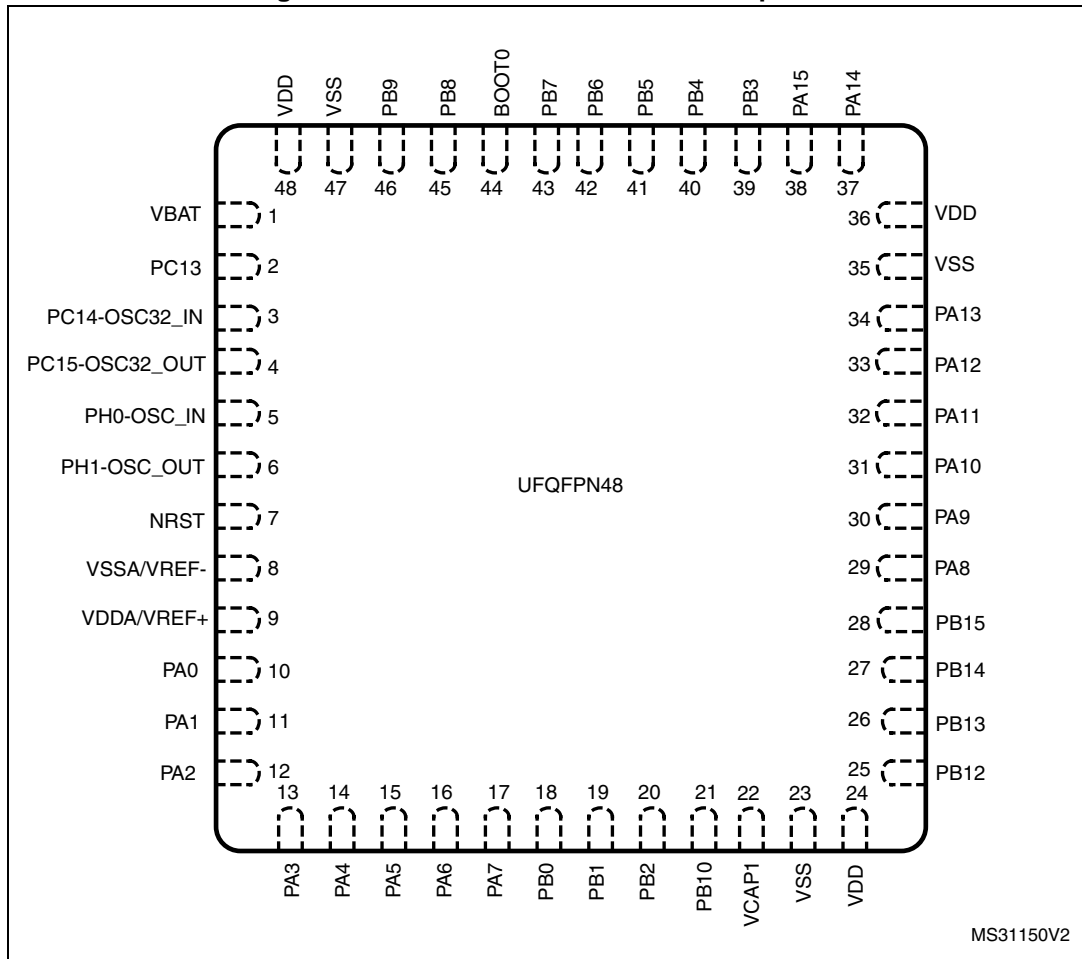 VDD
VSS
PB9
PB8
BOOT0
PB7
PB6
PB5
PB4
PB3
PA15
PA14
48 47 46 45 44 43 42 41 40 39 38 37
VBAT 1 36 VDD
PC13 2 35 VSS
PC14-OSC32_IN 3 34 PA13
PC15-OSC32_OUT 4 33 PA12
PH0-OSC_IN 5 32 PA11
PH1-OSC_OUT 6 31 PA10
UFQFPN48
NRST 7 30 PA9
VSSA/VREF- 8 29 PA8
VDDA/VREF+ 9 28 PB15
PA0 10 27 PB14
PA1 11 26 PB13
PA2 12 25 PB12
13 14 15 16 17 18 19 20 21 22 23 24
PA3
PA4
PA5
PA6
PA7
PB0
PB1
PB2
PB10
VCAP1
VSS
VDD
MS31150V2